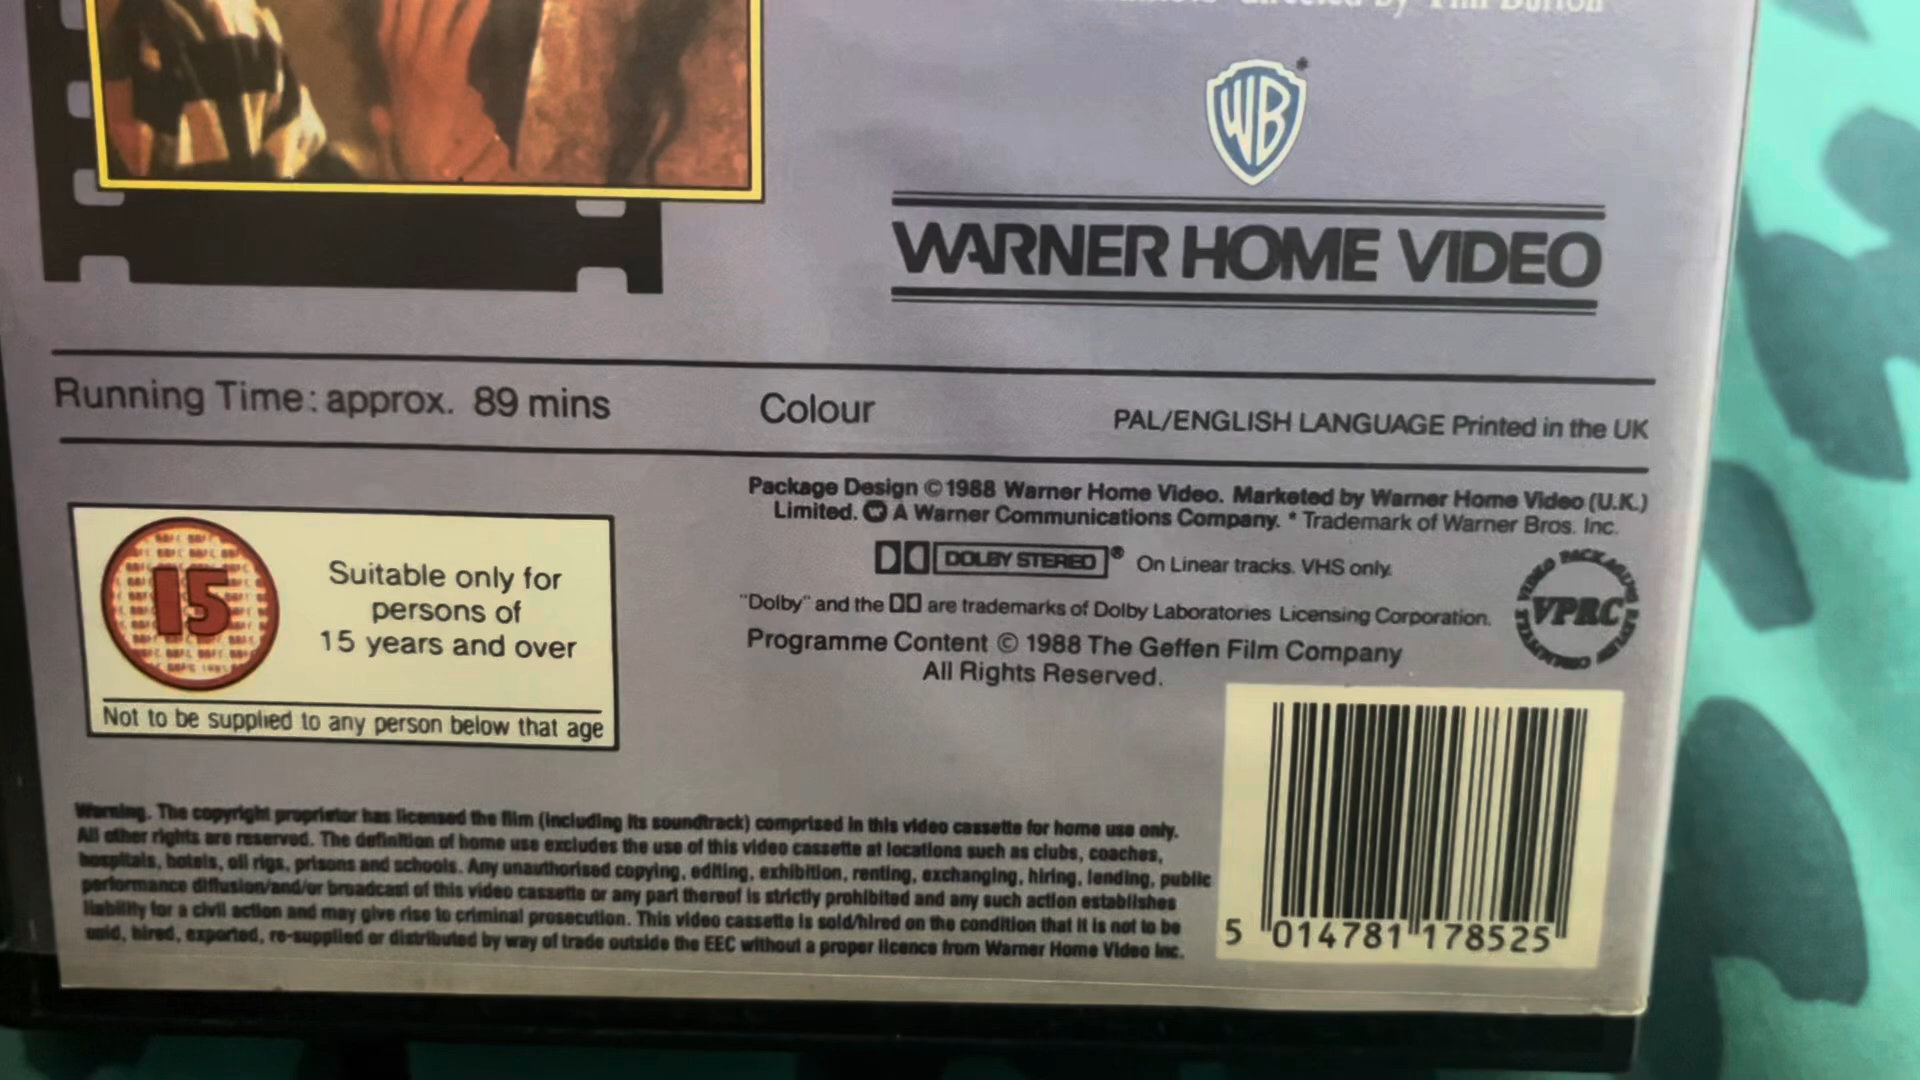 directed by Tim Burton
WB
WARNER HOME VIDEO
Running Time: approx. 89 mins
Colour
PAL/ENGLISH LANGUAGE Printed in the UK
Package Design © 1988 Warner Home Video. Marketed by Warner Home Video (U.K.)
Limited. A Warner Communications Company. * Trademark of Warner Bros. Inc.
DOLBY STEREO® On Linear tracks. VHS only.
"Dolby" and the are trademarks of Dolby Laboratories Licensing Corporation.
Programme Content © 1988 The Geffen Film Company
All Rights Reserved.
VPRC
15
Suitable only for
persons of
15 years and over
Not to be supplied to any person below that age
Warning. The copyright proprietor has licensed the film (including its soundtrack) comprised in this video cassette for home use only.
All other rights are reserved. The definition of home use excludes the use of this video cassette at locations such as clubs, coaches,
hospitals, hotels, oil rigs, prisons and schools. Any unauthorised copying, editing, exhibition, renting, exchanging, hiring, lending, public
performance diffusion/and/or broadcast of this video cassette or any part thereof is strictly prohibited and any such action establishes
liability for a civil action and may give rise to criminal prosecution. This video cassette is sold/hired on the condition that it is not to be
sold, hired, exported, re-supplied or distributed by way of trade outside the EEC without a proper licence from Warner Home Video Inc.
5 014781 178525